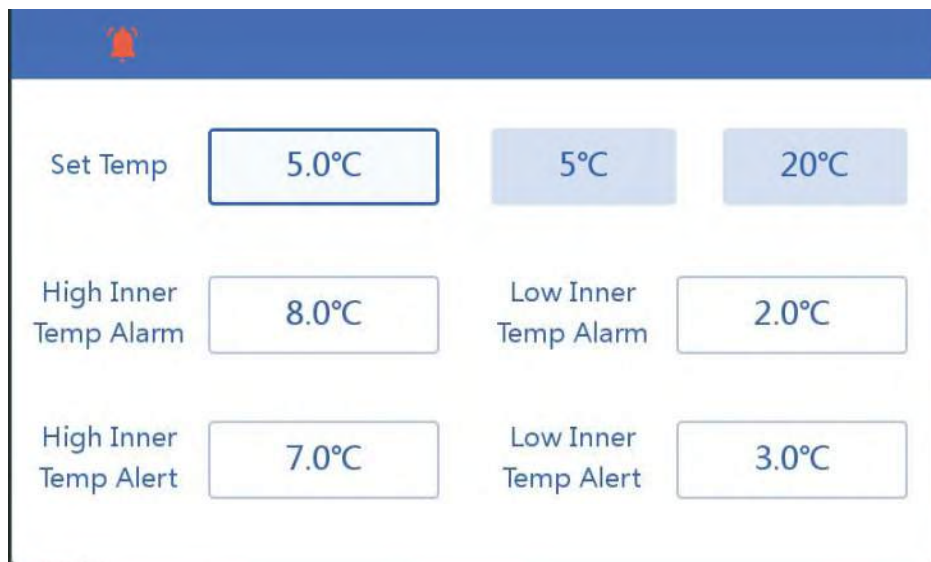 Set Temp 5.0°C 5°C 20°C
High Inner
Temp Alarm
8.0°C
Low Inner
Temp Alarm
2.0°C
High Inner
Temp Alert
7.0°C
Low Inner
Temp Alert
3.0°C